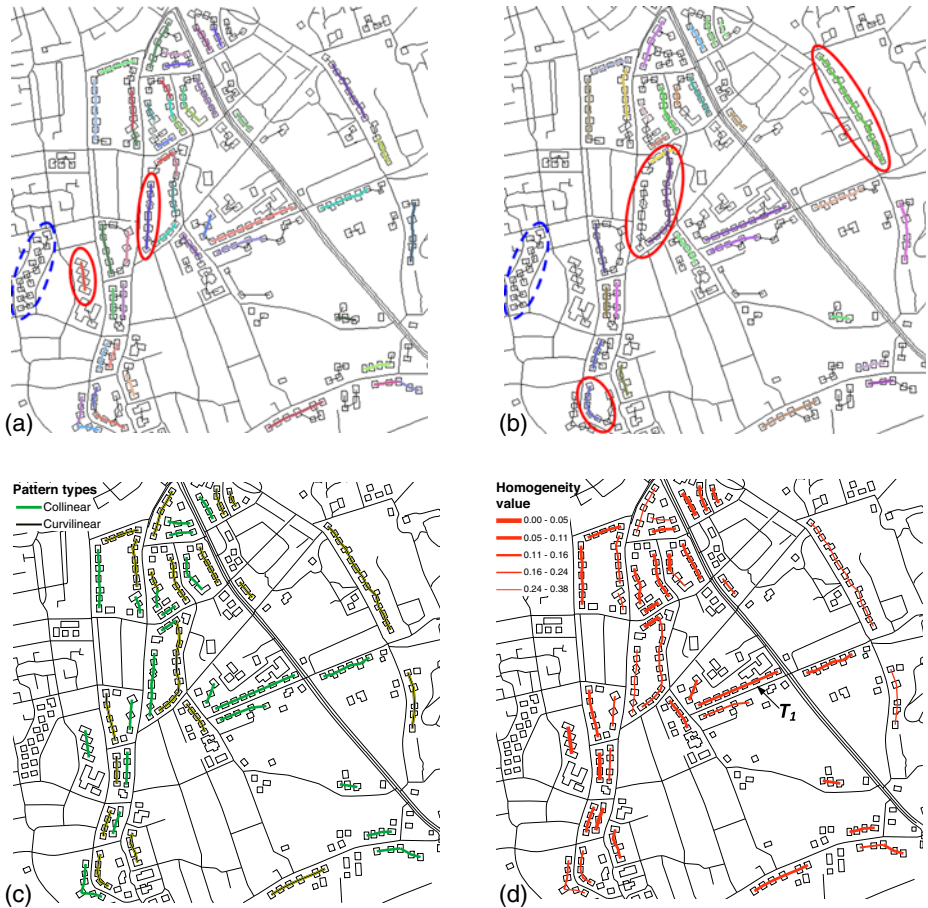 (a)
(b)
Pattern types
Collinear
Curvilinear
(c)
Homogeneity
value
0.00 - 0.05
0.05 - 0.11
0.11 - 0.16
0.16 - 0.24
0.24 - 0.38
T1
(d)